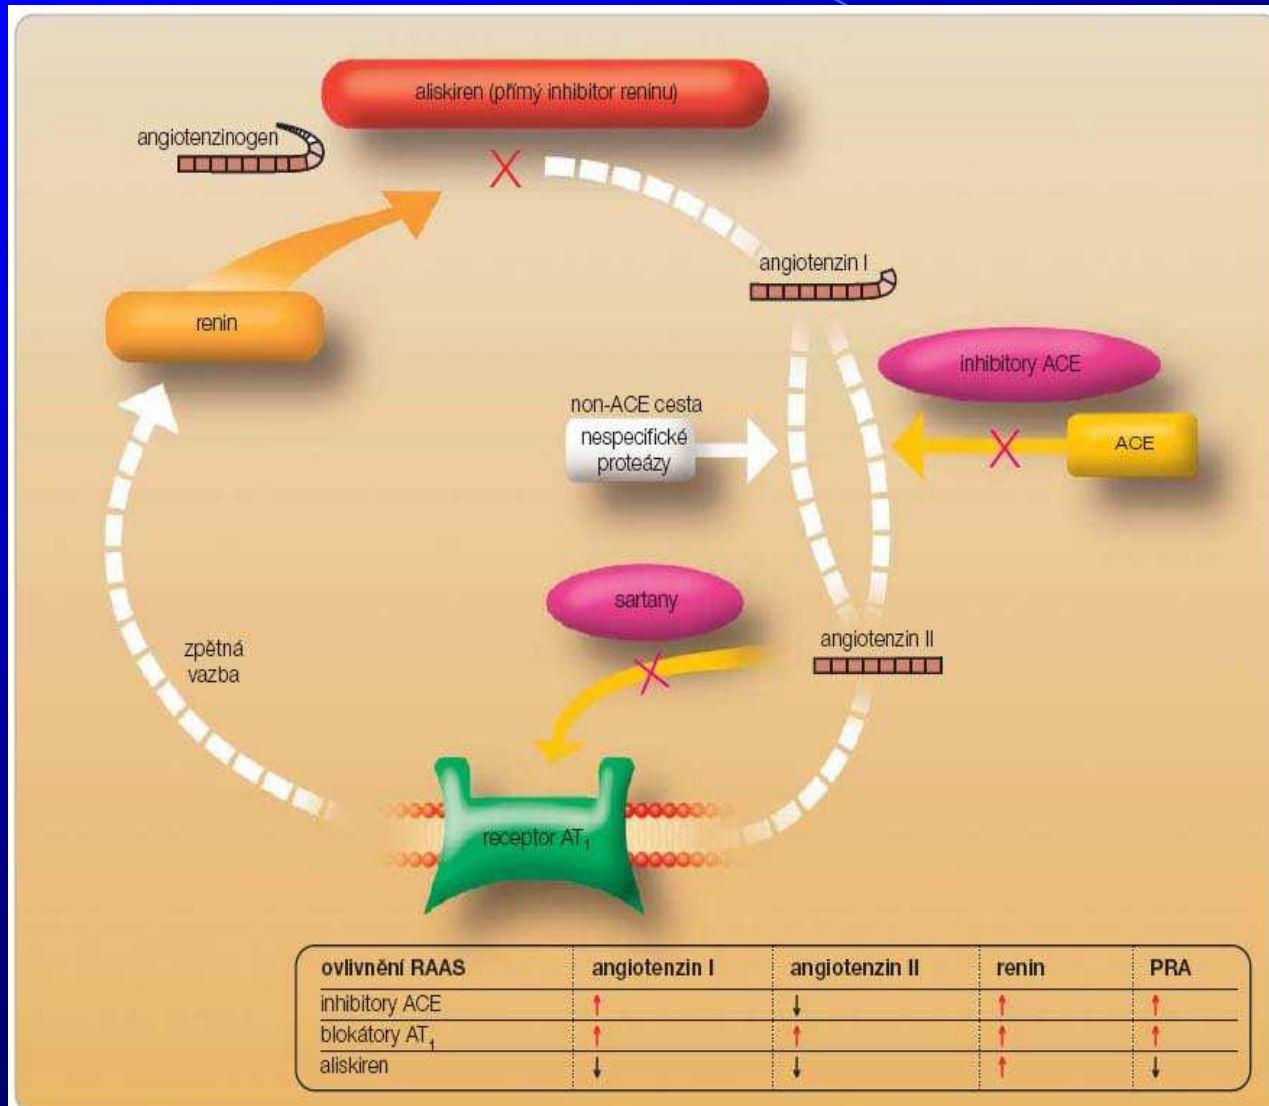 aliskiren (přímý inhibitor reninu)
angiotenzinogen
angiotenzin I
renin
inhibitory ACE
non-ACE cesta
nespecifické
proteázy
ACE
sartany
angiotenzin II
zpětná
vazba
receptor AT₁
ovlivnění RAAS angiotenzin I angiotenzin II renin PRA
inhibitory ACE ↑ ↓ ↑ ↑
blokátory AT₁ ↑ ↑ ↑ ↑
aliskiren ↓ ↓ ↑ ↓